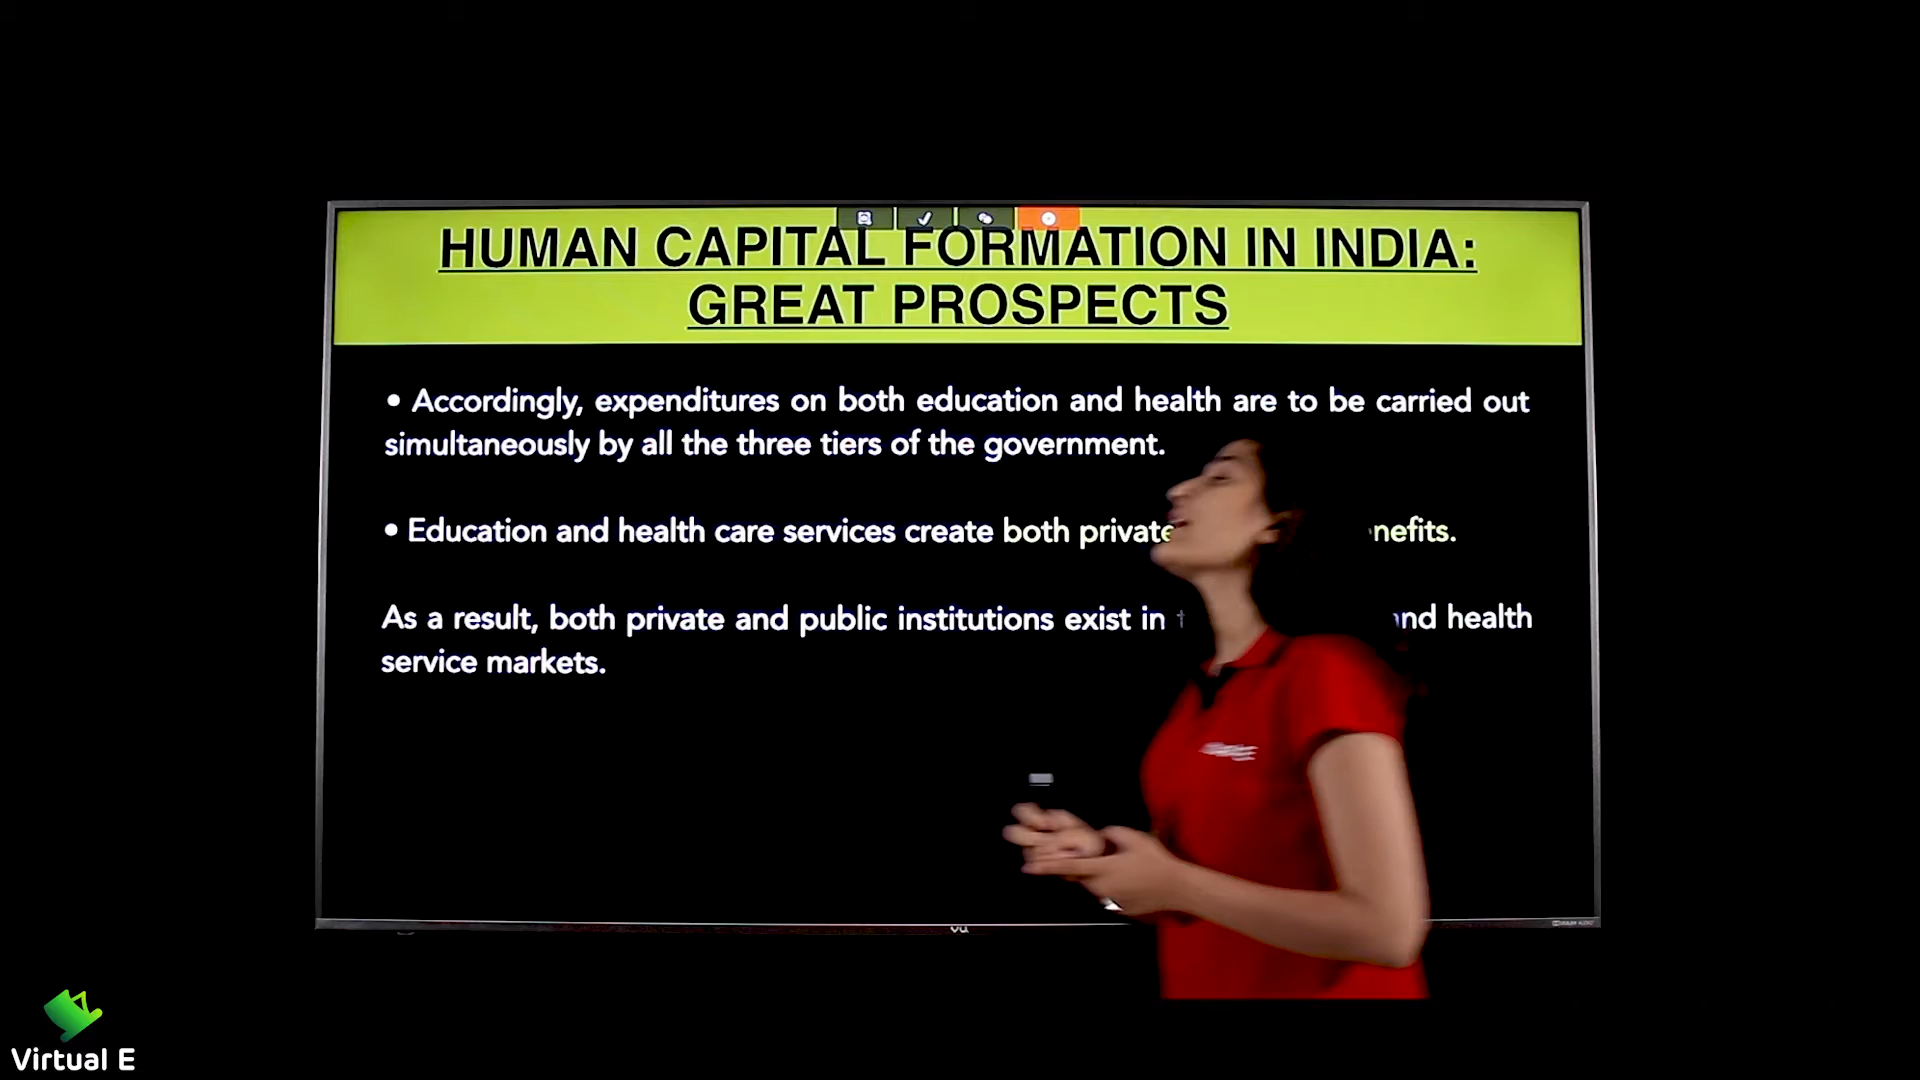 HUMAN CAPITAL FORMATION IN INDIA:
GREAT PROSPECTS
• Accordingly, expenditures on both education and health are to be carried out
simultaneously by all the three tiers of the government.
• Education and health care services create both private nefits.
As a result, both private and public institutions exist in nd health
service markets.
Vu
Virtual E